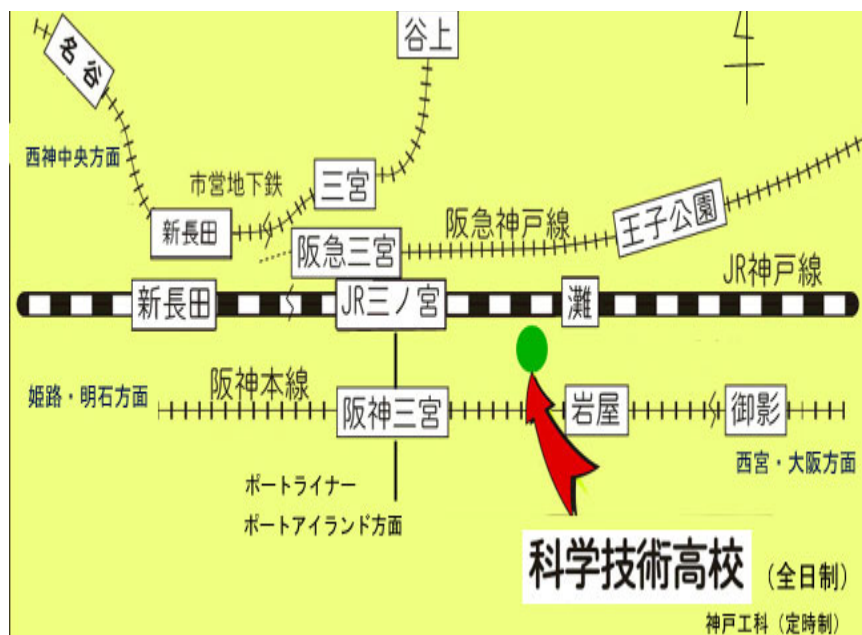 谷上
名谷
西神中央方面
市営地下鉄
三宮
新長田
阪急三宮
阪急神戸線
王子公園
JR神戸線
新長田
JR三ノ宮
灘
姫路・明石方面
阪神本線
阪神三宮
岩屋
御影
西宮・大阪方面
ポートライナー
ポートアイランド方面
科学技術高校 (全日制)
神戸工科(定時制)